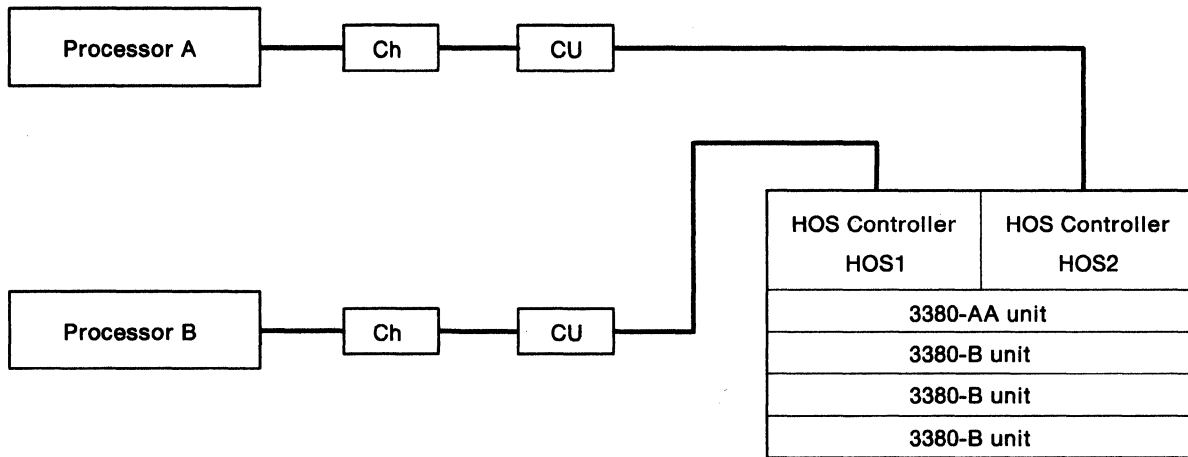 Processor A
Ch
CU
HOS Controller
HOS1
HOS Controller
HOS2
3380-AA unit
3380-B unit
3380-B unit
3380-B unit
Processor B
Ch
CU